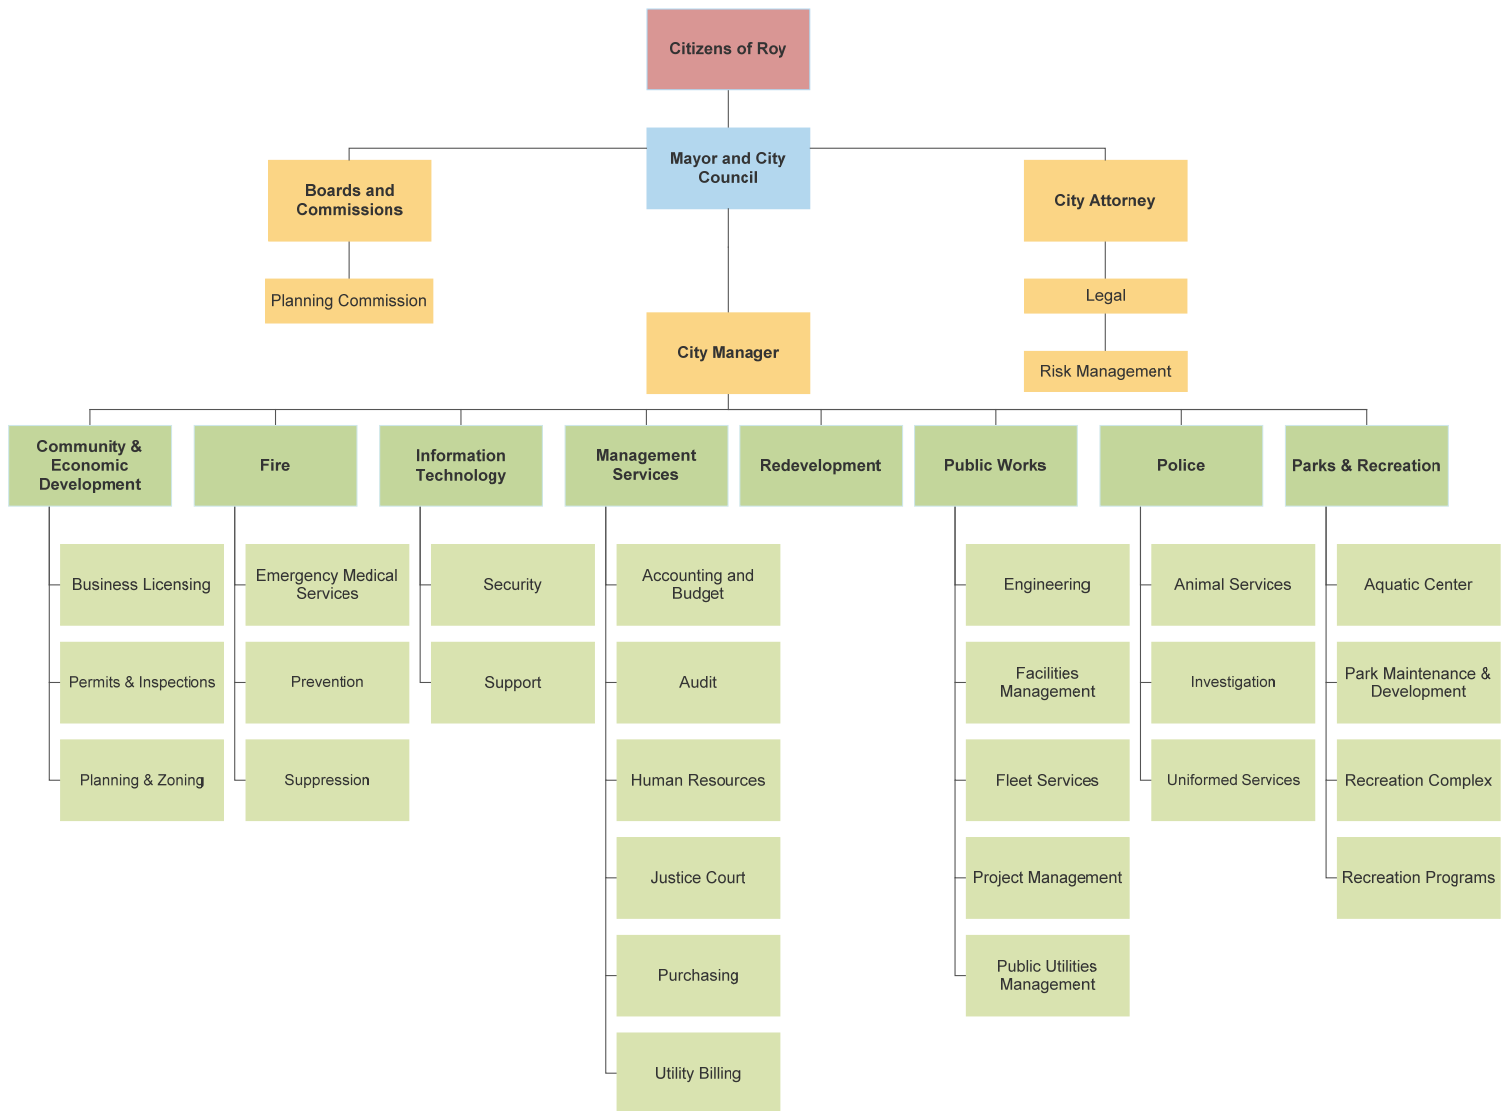 Citizens of Roy
Mayor and City
Council
Boards and
Commissions
City Attorney
Planning Commission
Legal
Risk Management
City Manager
Community &
Economic
Development
Fire
Information
Technology
Management
Services
Redevelopment
Public Works
Police
Parks & Recreation
Business Licensing
Permits & Inspections
Planning & Zoning
Emergency Medical
Services
Prevention
Suppression
Security
Support
Accounting and
Budget
Audit
Human Resources
Justice Court
Purchasing
Utility Billing
Engineering
Facilities
Management
Fleet Services
Project Management
Public Utilities
Management
Animal Services
Investigation
Uniformed Services
Aquatic Center
Park Maintenance &
Development
Recreation Complex
Recreation Programs